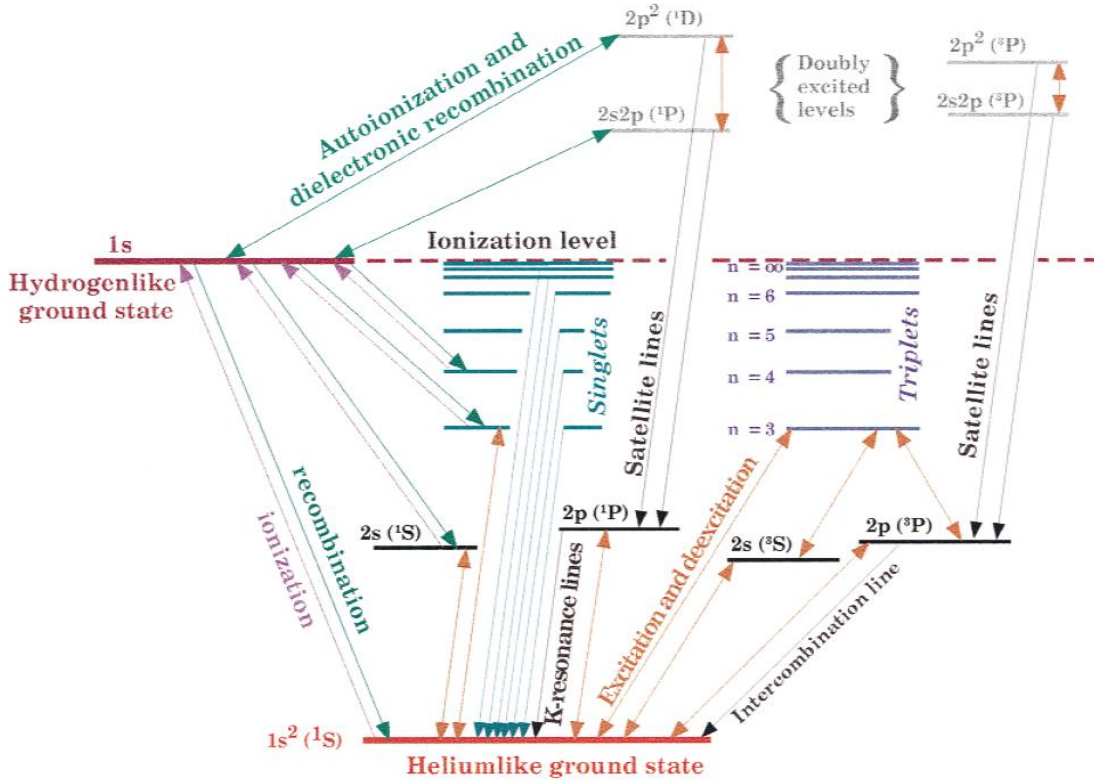 2p² (¹D)
2p² (³P)
{ Doubly
excited
levels }
2s2p (¹P)
2s2p (³P)
Autoionization and
dielectronic recombination
1s
Ionization level
Hydrogenlike
ground state
n = ∞
n = 6
n = 5
n = 4
n = 3
Singlets
Triplets
Satellite lines
Satellite lines
recombination
ionization
2s (¹S)
2p (¹P)
2s (³S)
2p (³P)
K-resonance lines
Excitation and deexcitation
Intercombination line
1s² (¹S)
Heliumlike ground state